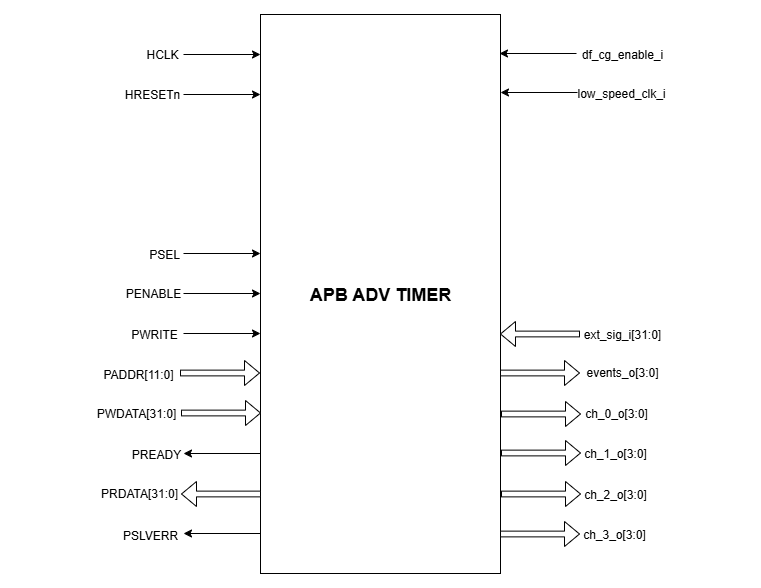 HCLK
HRESETn
PSEL
PENABLE
PWRITE
PADDR[11:0]
PWDATA[31:0]
PREADY
PRDATA[31:0]
PSLVERR
APB ADV TIMER
df_cg_enable_i
low_speed_clk_i
ext_sig_i[31:0]
events_o[3:0]
ch_0_o[3:0]
ch_1_o[3:0]
ch_2_o[3:0]
ch_3_o[3:0]